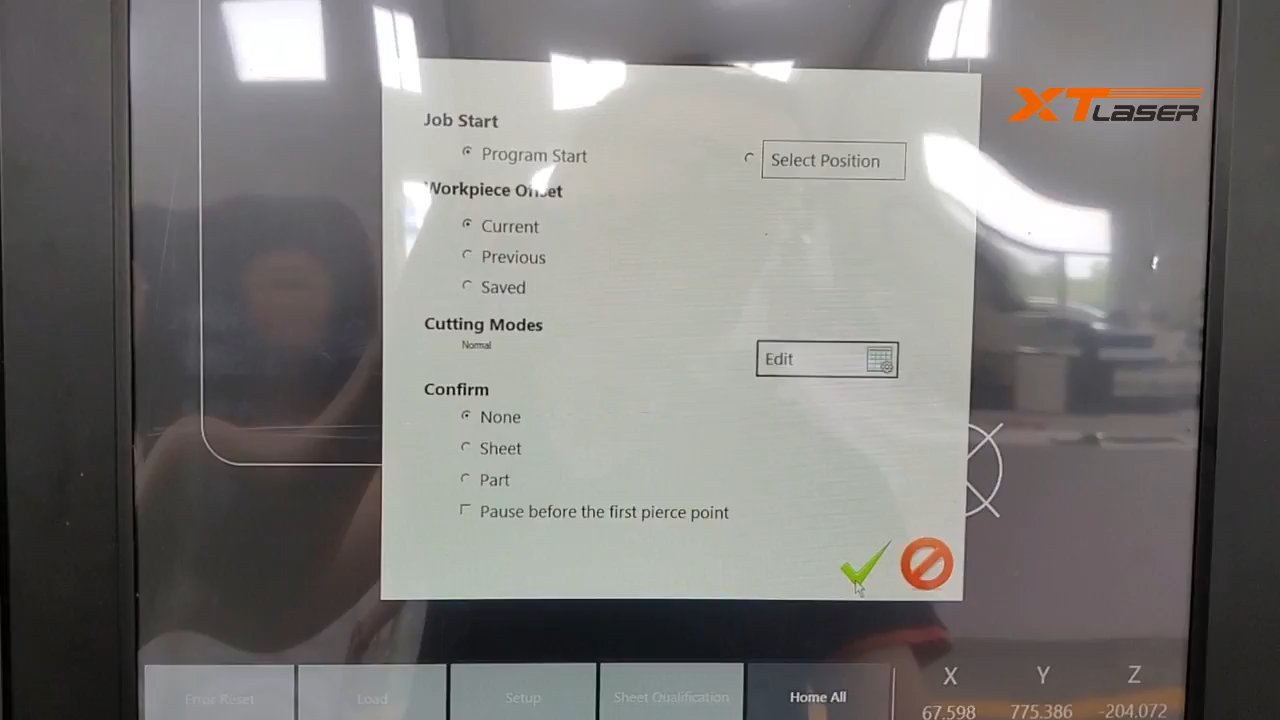 XTLASER
Job Start
Program Start
Select Position
Workpiece Offset
Current
Previous
Saved
Cutting Modes
Normal
Edit
Confirm
None
Sheet
Part
Pause before the first pierce point
Error Reset
Load
Setup
Sheet Qualification
Home All
X Y Z
67.598 775.386 -204.072